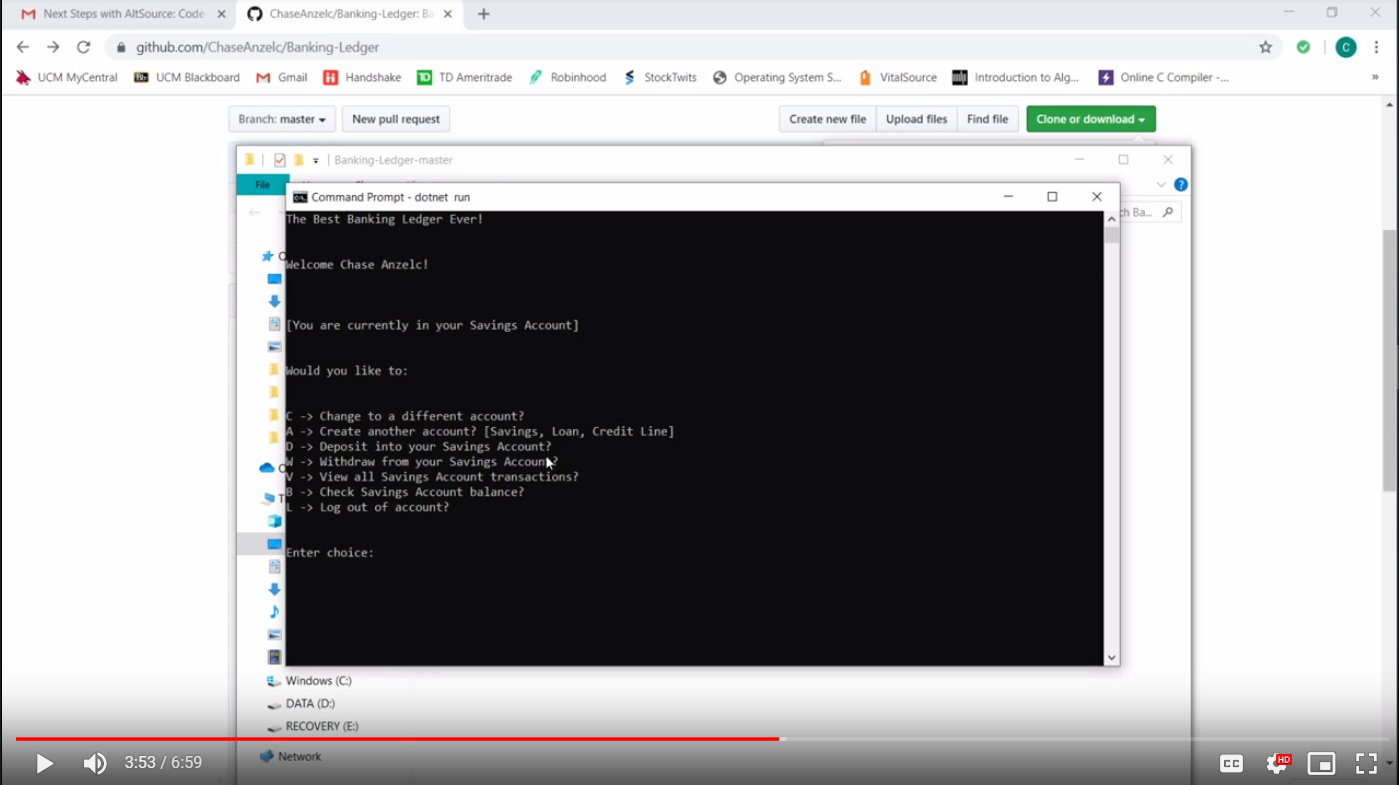 Next Steps with AltSource: Code
ChaseAnzelc/Banking-Ledger: Ba
github.com/ChaseAnzelc/Banking-Ledger
C
UCM MyCentral
UCM Blackboard
Gmail
Handshake
TD Ameritrade
Robinhood
StockTwits
Operating System S...
VitalSource
Introduction to Alg...
Online C Compiler -...
Branch: master
New pull request
Create new file
Upload files
Find file
Clone or download
Banking-Ledger-master
File
Command Prompt - dotnet run
ch Ba...
The Best Banking Ledger Ever!
Welcome Chase Anzelc!
[You are currently in your Savings Account]
Would you like to:
C -> Change to a different account?
A -> Create another account? [Savings, Loan, Credit Line]
D -> Deposit into your Savings Account?
W -> Withdraw from your Savings Account?
V -> View all Savings Account transactions?
B -> Check Savings Account balance?
L -> Log out of account?
Enter choice:
Windows (C:)
DATA (D:)
RECOVERY (E:)
Network
3:53 / 6:59
CC
HD